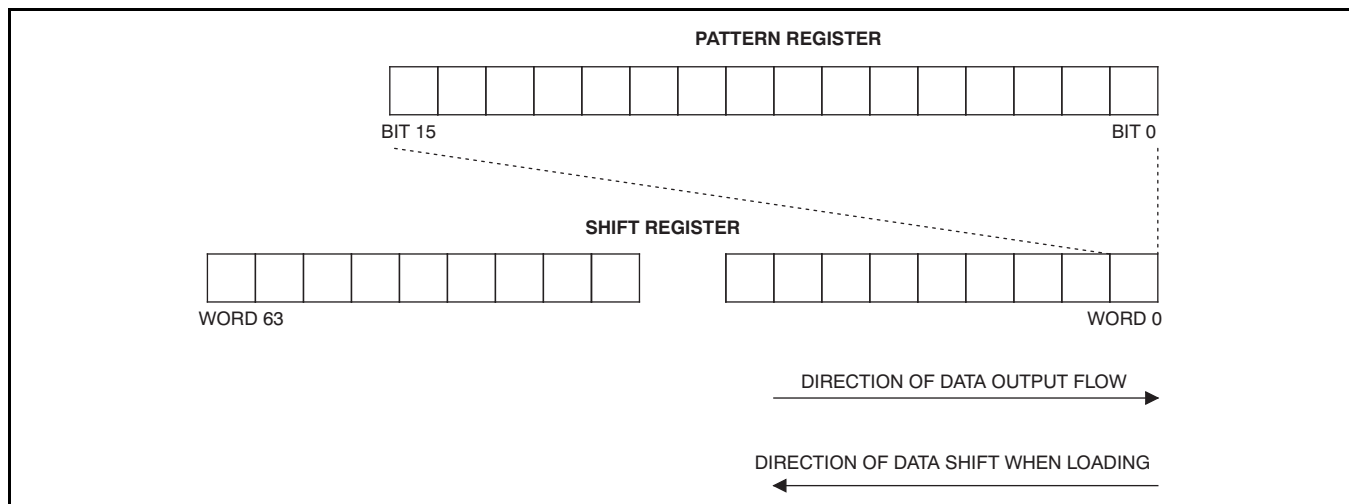 PATTERN REGISTER
BIT 15
BIT 0
SHIFT REGISTER
WORD 63
WORD 0
DIRECTION OF DATA OUTPUT FLOW
DIRECTION OF DATA SHIFT WHEN LOADING